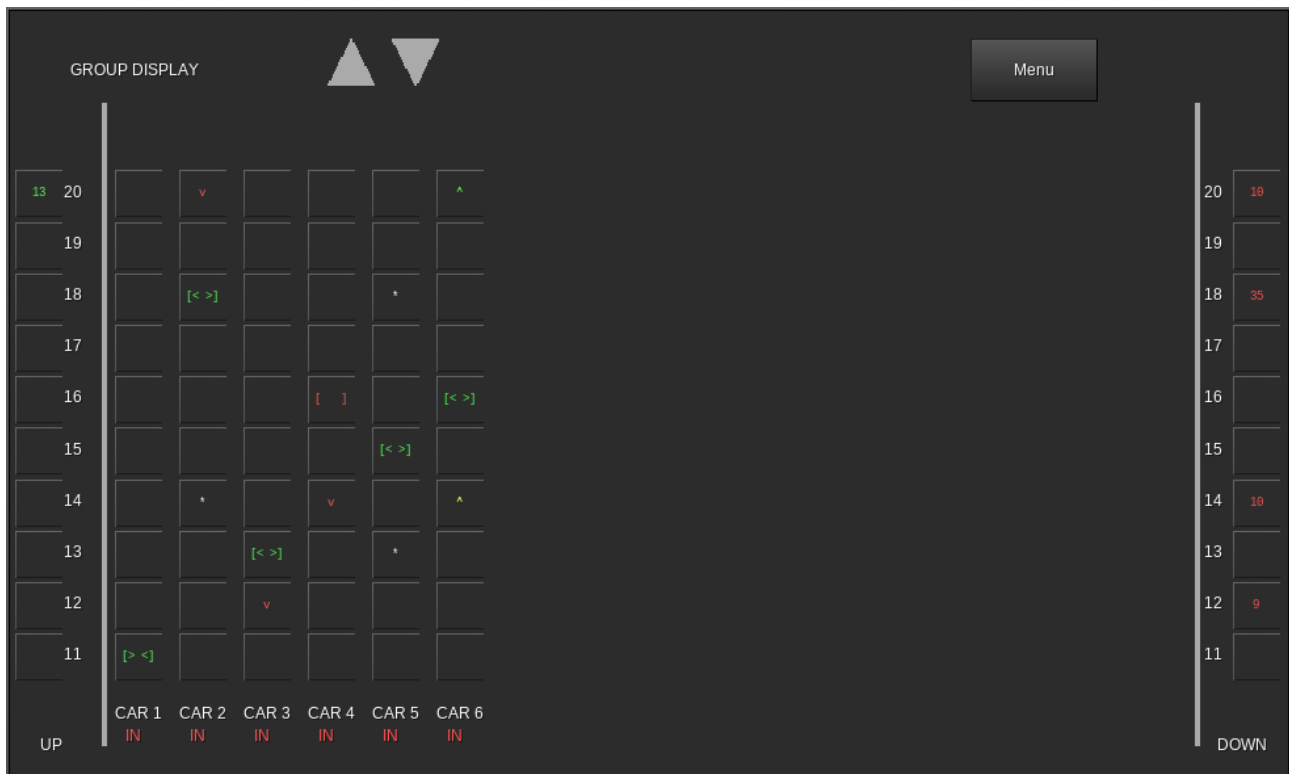 GROUP DISPLAY Menu
13 20 v ^ 20 10
19 19
18 [< >] * 18 35
17 17
16 [ ] [< >] 16
15 [< >] 15
14 * v ^ 14 10
13 [< >] * 13
12 v 12 9
11 [> <] 11
CAR 1 CAR 2 CAR 3 CAR 4 CAR 5 CAR 6
IN IN IN IN IN IN
UP DOWN